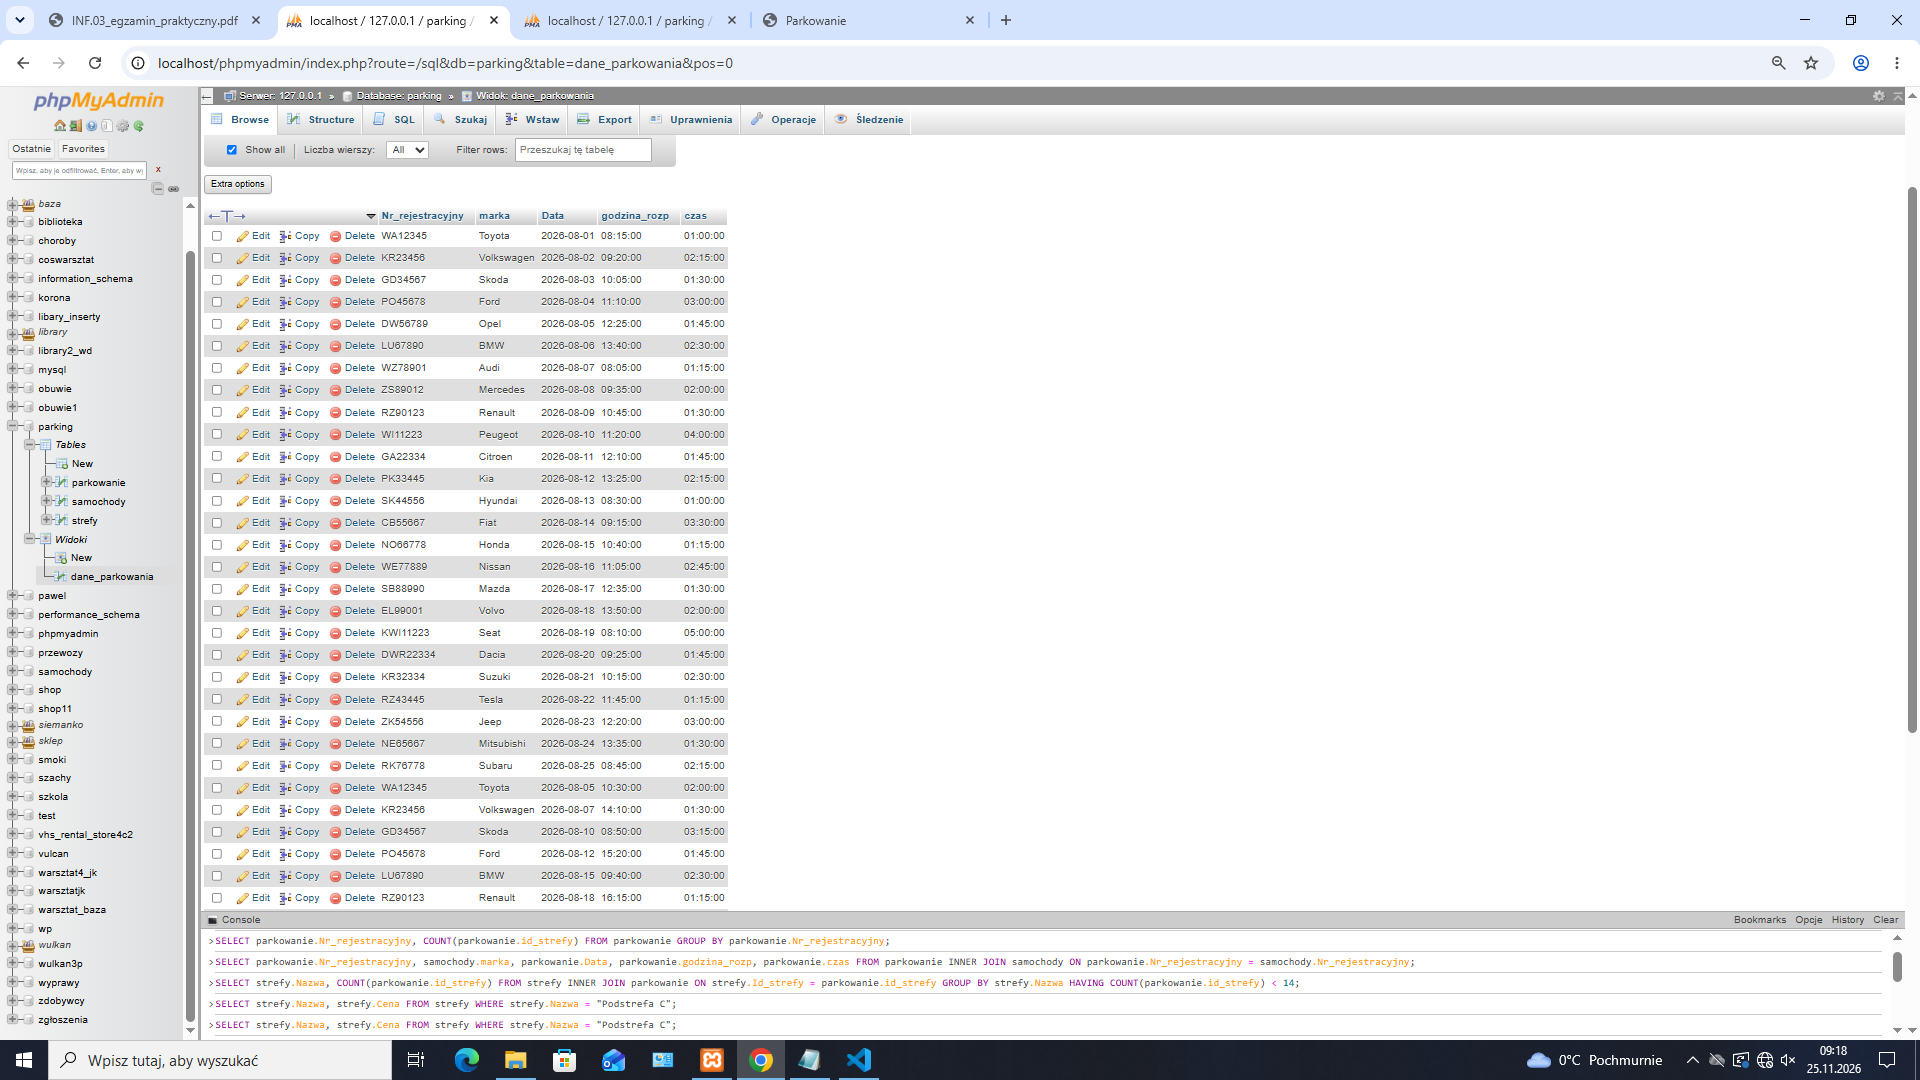 INF.03_egzamin_praktyczny.pdf
localhost / 127.0.0.1 / parking /
localhost / 127.0.0.1 / parking /
Parkowanie
localhost/phpmyadmin/index.php?route=/sql&db=parking&table=dane_parkowania&pos=0
phpMyAdmin
Ostatnie Favorites
Wpisz, aby je odfiltrować, Enter, aby wy x
baza
biblioteka
choroby
coswarsztat
information_schema
korona
libary_inserty
library
library2_wd
mysql
obuwie
obuwie1
parking
Tables
New
parkowanie
samochody
strefy
Widoki
New
dane_parkowania
pawel
performance_schema
phpmyadmin
przewozy
samochody
shop
shop11
siemanko
sklep
smoki
szachy
szkola
test
vhs_rental_store4c2
vulcan
warsztat4_jk
warsztatjk
warsztat_baza
wp
wulkan
wulkan3p
wyprawy
zdobywcy
zgłoszenia
Serwer: 127.0.0.1 » Database: parking » Widok: dane_parkowania
Browse Structure SQL Szukaj Wstaw Export Uprawnienia Operacje Śledzenie
Show all Liczba wierszy: All Filter rows: Przeszukaj tę tabelę
Extra options
←T→ Nr_rejestracyjny marka Data godzina_rozp czas
Edit Copy Delete WA12345 Toyota 2026-08-01 08:15:00 01:00:00
Edit Copy Delete KR23456 Volkswagen 2026-08-02 09:20:00 02:15:00
Edit Copy Delete GD34567 Skoda 2026-08-03 10:05:00 01:30:00
Edit Copy Delete PO45678 Ford 2026-08-04 11:10:00 03:00:00
Edit Copy Delete DW56789 Opel 2026-08-05 12:25:00 01:45:00
Edit Copy Delete LU67890 BMW 2026-08-06 13:40:00 02:30:00
Edit Copy Delete WZ78901 Audi 2026-08-07 08:05:00 01:15:00
Edit Copy Delete ZS89012 Mercedes 2026-08-08 09:35:00 02:00:00
Edit Copy Delete RZ90123 Renault 2026-08-09 10:45:00 01:30:00
Edit Copy Delete WI11223 Peugeot 2026-08-10 11:20:00 04:00:00
Edit Copy Delete GA22334 Citroen 2026-08-11 12:10:00 01:45:00
Edit Copy Delete PK33445 Kia 2026-08-12 13:25:00 02:15:00
Edit Copy Delete SK44556 Hyundai 2026-08-13 08:30:00 01:00:00
Edit Copy Delete CB55667 Fiat 2026-08-14 09:15:00 03:30:00
Edit Copy Delete NO66778 Honda 2026-08-15 10:40:00 01:15:00
Edit Copy Delete WE77889 Nissan 2026-08-16 11:05:00 02:45:00
Edit Copy Delete SB88990 Mazda 2026-08-17 12:35:00 01:30:00
Edit Copy Delete EL99001 Volvo 2026-08-18 13:50:00 02:00:00
Edit Copy Delete KWI11223 Seat 2026-08-19 08:10:00 05:00:00
Edit Copy Delete DWR22334 Dacia 2026-08-20 09:25:00 01:45:00
Edit Copy Delete KR32334 Suzuki 2026-08-21 10:15:00 02:30:00
Edit Copy Delete RZ43445 Tesla 2026-08-22 11:45:00 01:15:00
Edit Copy Delete ZK54556 Jeep 2026-08-23 12:20:00 03:00:00
Edit Copy Delete NE65667 Mitsubishi 2026-08-24 13:35:00 01:30:00
Edit Copy Delete RK76778 Subaru 2026-08-25 08:45:00 02:15:00
Edit Copy Delete WA12345 Toyota 2026-08-05 10:30:00 02:00:00
Edit Copy Delete KR23456 Volkswagen 2026-08-07 14:10:00 01:30:00
Edit Copy Delete GD34567 Skoda 2026-08-10 08:50:00 03:15:00
Edit Copy Delete PO45678 Ford 2026-08-12 15:20:00 01:45:00
Edit Copy Delete LU67890 BMW 2026-08-15 09:40:00 02:30:00
Edit Copy Delete RZ90123 Renault 2026-08-18 16:15:00 01:15:00
Console Bookmarks Opcje History Clear
>SELECT parkowanie.Nr_rejestracyjny, COUNT(parkowanie.id_strefy) FROM parkowanie GROUP BY parkowanie.Nr_rejestracyjny;
>SELECT parkowanie.Nr_rejestracyjny, samochody.marka, parkowanie.Data, parkowanie.godzina_rozp, parkowanie.czas FROM parkowanie INNER JOIN samochody ON parkowanie.Nr_rejestracyjny = samochody.Nr_rejestracyjny;
>SELECT strefy.Nazwa, COUNT(parkowanie.id_strefy) FROM strefy INNER JOIN parkowanie ON strefy.Id_strefy = parkowanie.id_strefy GROUP BY strefy.Nazwa HAVING COUNT(parkowanie.id_strefy) < 14;
>SELECT strefy.Nazwa, strefy.Cena FROM strefy WHERE strefy.Nazwa = "Podstrefa C";
>SELECT strefy.Nazwa, strefy.Cena FROM strefy WHERE strefy.Nazwa = "Podstrefa C";
Wpisz tutaj, aby wyszukać
0°C Pochmurnie
09:18
25.11.2026